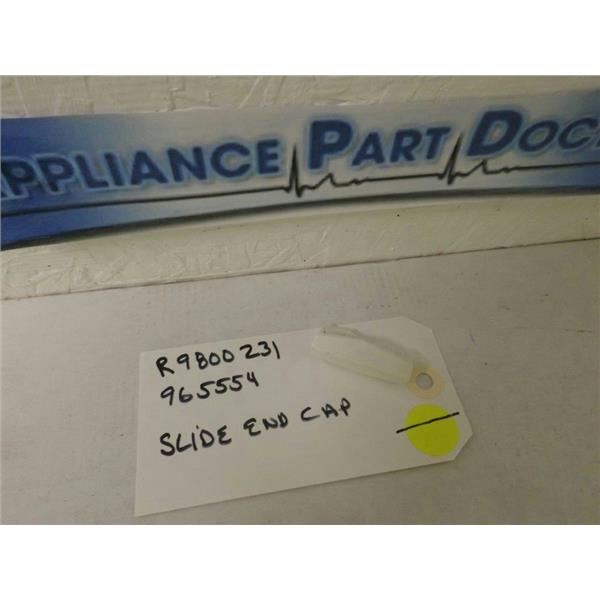 APPLIANCE PART DOC
R9800231
965554
SLIDE END CAP